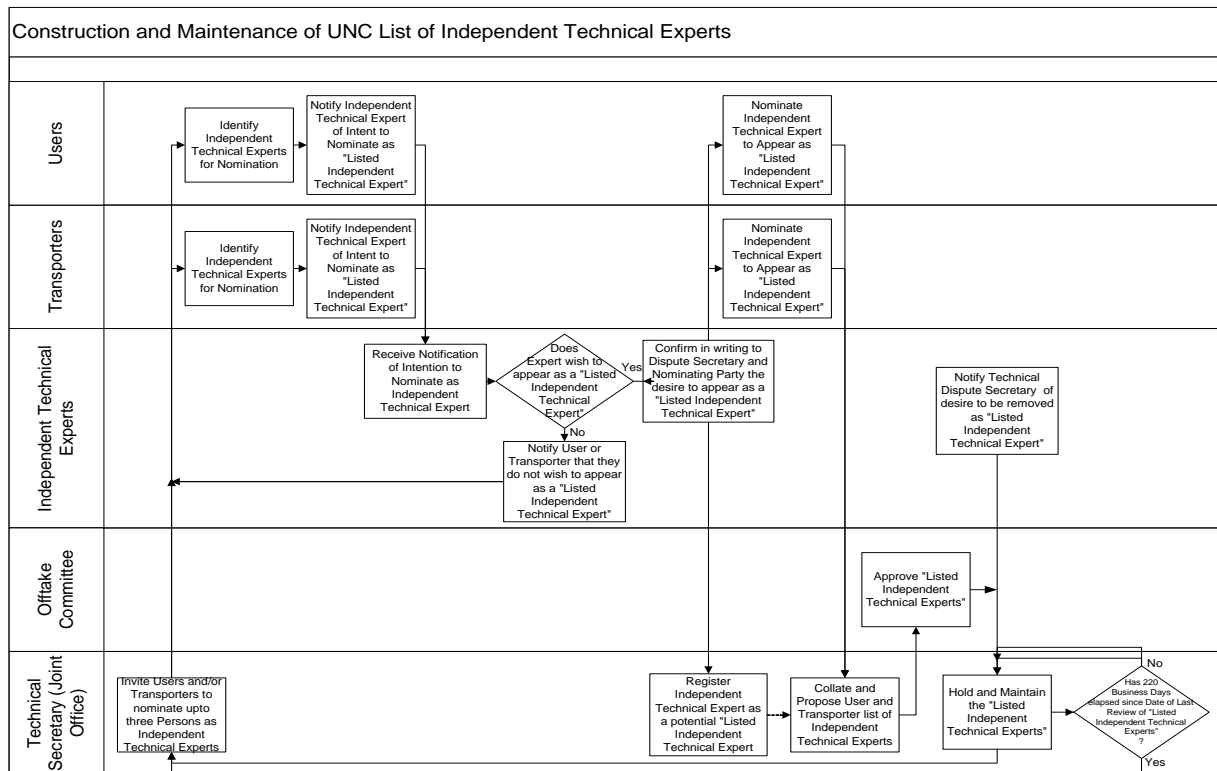 Construction and Maintenance of UNC List of Independent Technical Experts
Users
Identify
Independent
Technical Experts
for Nomination
Notify Independent
Technical Expert
of Intent to
Nominate as
"Listed
Independent
Technical Expert"
Nominate
Independent
Technical Expert
to Appear as
"Listed
Independent
Technical Expert"
Transporters
Identify
Independent
Technical Experts
for Nomination
Notify Independent
Technical Expert
of Intent to
Nominate as
"Listed
Independent
Technical Expert"
Nominate
Independent
Technical Expert
to Appear as
"Listed
Independent
Technical Expert"
Independent Technical
Experts
Receive Notification
of Intention to
Nominate as
Independent
Technical Expert
Does
Expert wish to
appear as a "Listed
Independent
Technical
Expert"
Yes
No
Confirm in writing to
Dispute Secretary and
Nominating Party the
desire to appear as a
"Listed Independent
Technical Expert"
Notify User or
Transporter that they
do not wish to appear
as a "Listed
Independent
Technical Expert"
Notify Technical
Dispute Secretary of
desire to be removed
as "Listed
Independent
Technical Expert"
Offtake
Committee
Approve "Listed
Independent
Technical Experts"
Technical
Secretary (Joint
Office)
Invite Users and/or
Transporters to
nominate upto
three Persons as
Independent
Technical Experts
Register
Independent
Technical Expert as
a potential "Listed
Independent
Technical Expert
Collate and
Propose User and
Transporter list of
Independent
Technical Experts
Hold and Maintain
the "Listed
Indepenent
Technical Experts"
No
Has 220
Business Days
elapsed since Date of Last
Review of "Listed
Independent Technical
Experts"
?
Yes